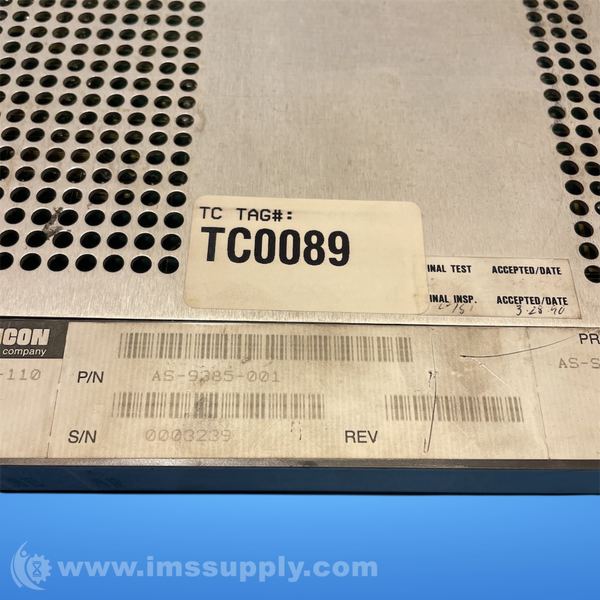 TC TAG#:
TC0089
INAL TEST ACCEPTED/DATE
INAL INSP. ACCEPTED/DATE
3-28-90
ICON
company
-110
P/N AS-9385-001
PR
AS-S
S/N 0003239 REV
www.imssupply.com